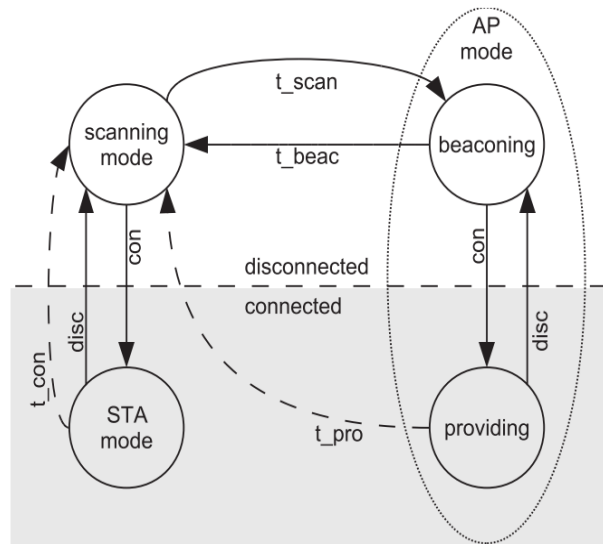 AP
mode
t_scan
scanning
mode
beaconing
t_beac
con
con
disconnected
connected
disc
disc
t_con
STA
mode
t_pro
providing